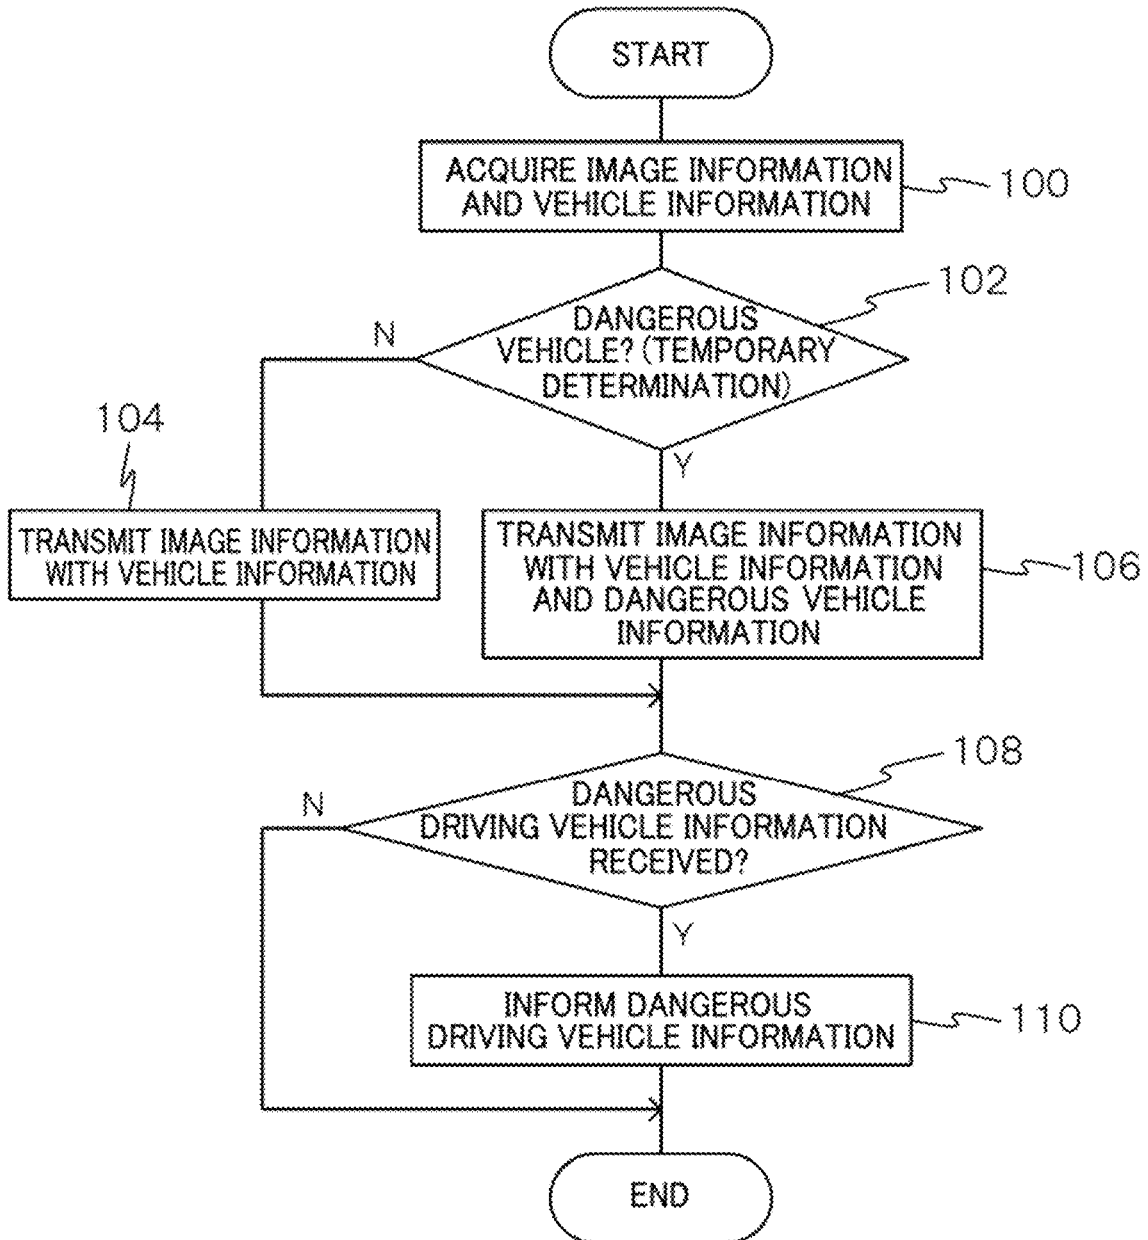 START
ACQUIRE IMAGE INFORMATION
AND VEHICLE INFORMATION
100
102
DANGEROUS
VEHICLE? (TEMPORARY
DETERMINATION)
N
Y
104
TRANSMIT IMAGE INFORMATION
WITH VEHICLE INFORMATION
TRANSMIT IMAGE INFORMATION
WITH VEHICLE INFORMATION
AND DANGEROUS VEHICLE
INFORMATION
106
108
DANGEROUS
DRIVING VEHICLE INFORMATION
RECEIVED?
N
Y
INFORM DANGEROUS
DRIVING VEHICLE INFORMATION
110
END